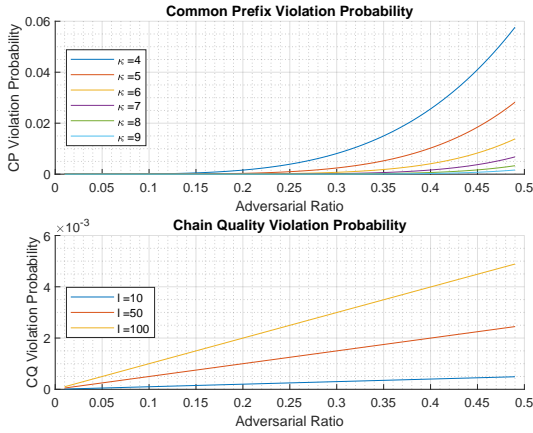 Common Prefix Violation Probability
CP Violation Probability
0.06
0.04
0.02
0
κ =4
κ =5
κ =6
κ =7
κ =8
κ =9
0 0.05 0.1 0.15 0.2 0.25 0.3 0.35 0.4 0.45 0.5
Adversarial Ratio
Chain Quality Violation Probability
×10⁻³
CQ Violation Probability
6
4
2
0
l =10
l =50
l =100
0 0.05 0.1 0.15 0.2 0.25 0.3 0.35 0.4 0.45 0.5
Adversarial Ratio